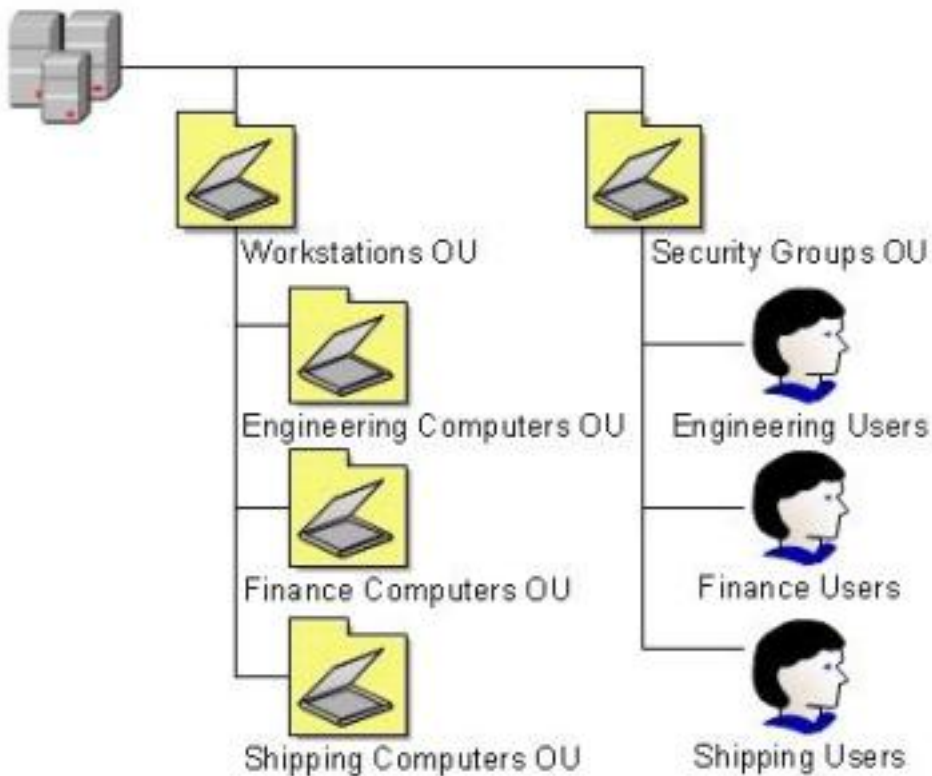 Workstations OU
Security Groups OU
Engineering Computers OU
Engineering Users
Finance Computers OU
Finance Users
Shipping Computers OU
Shipping Users